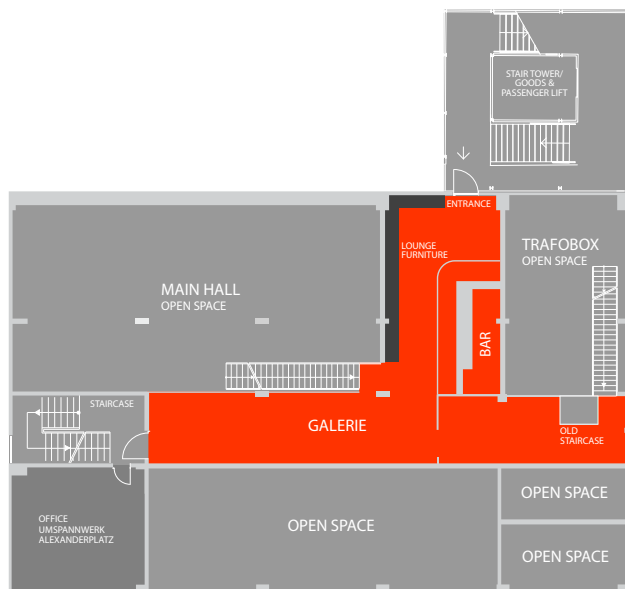 STAIR TOWER/
GOODS &
PASSENGER LIFT
ENTRANCE
LOUNGE
FURNITURE
TRAFOBOX
OPEN SPACE
MAIN HALL
OPEN SPACE
BAR
STAIRCASE
GALERIE
OLD
STAIRCASE
OPEN SPACE
OFFICE
UMSPANNWERK
ALEXANDERPLATZ
OPEN SPACE
OPEN SPACE